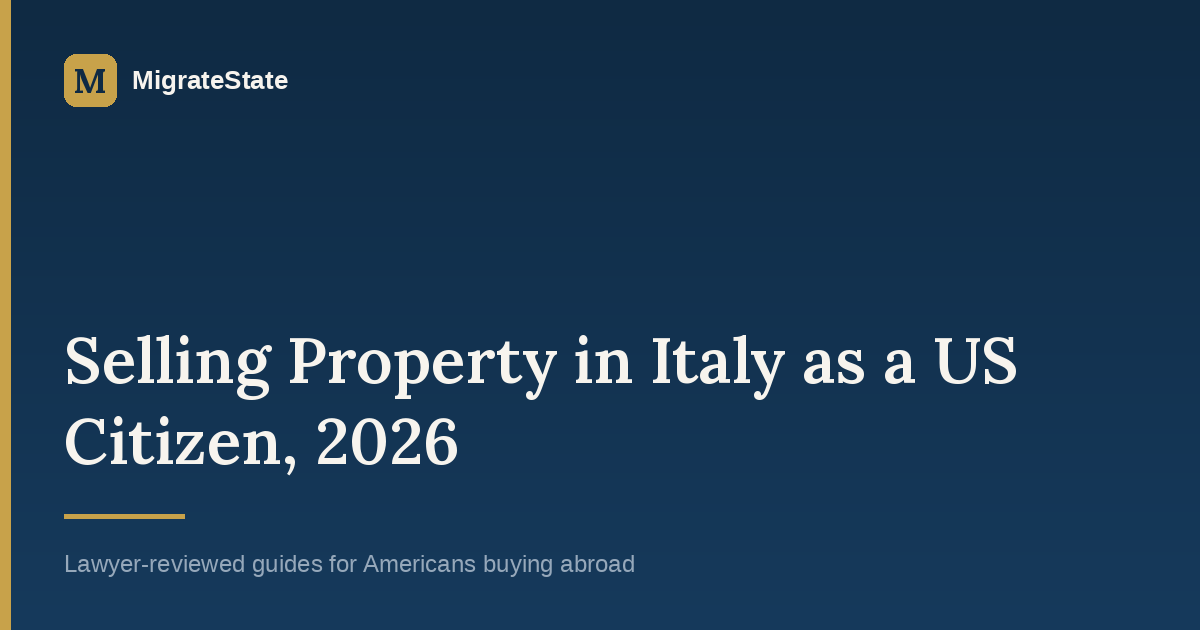 M
MigrateState
Selling Property in Italy as a US
Citizen, 2026
Lawyer-reviewed guides for Americans buying abroad